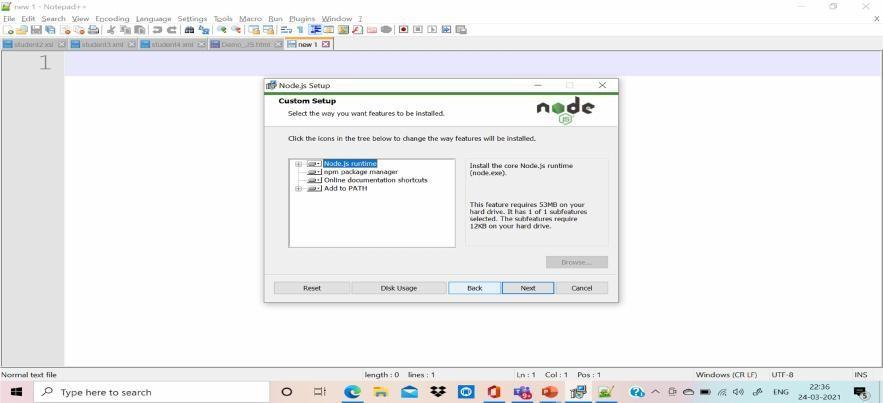 new 1 - Notepad++
File Edit Search View Encoding Language Settings Tools Macro Run Plugins Window ? X
student2.xsl student3.xml student4.xml Demo_JS.html new 1
1
Node.js Setup
Custom Setup
Select the way you want features to be installed.
node
JS
Click the icons in the tree below to change the way features will be installed.
Node.js runtime
npm package manager
Online documentation shortcuts
Add to PATH
Install the core Node.js runtime
(node.exe).
This feature requires 53MB on your
hard drive. It has 1 of 1 subfeatures
selected. The subfeatures require
12KB on your hard drive.
Browse...
Reset Disk Usage Back Next Cancel
Normal text file length : 0 lines : 1 Ln : 1 Col : 1 Pos : 1 Windows (CR LF) UTF-8 INS
Type here to search
ENG
22:36
24-03-2021
5